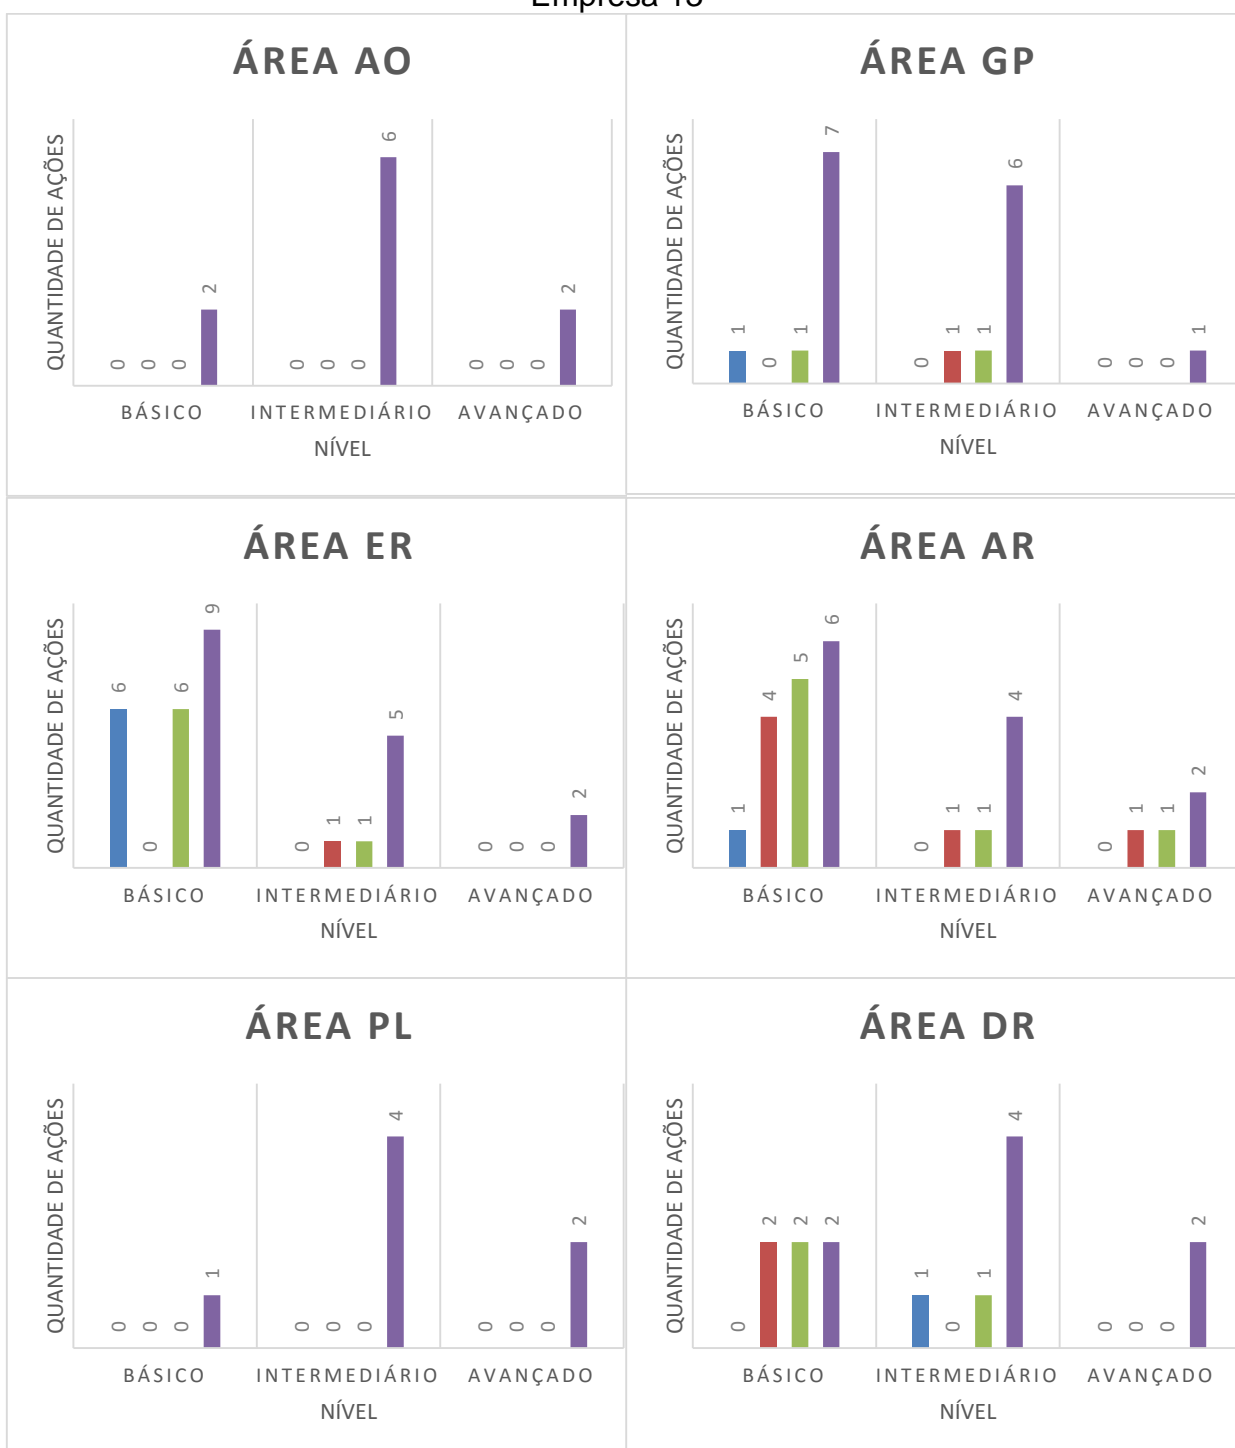 ÁREA AO
QUANTIDADE DE AÇÕES
0 0 0 2
0 0 0 6
0 0 0 2
BÁSICO INTERMEDIÁRIO AVANÇADO
NÍVEL
ÁREA GP
QUANTIDADE DE AÇÕES
1 0 1 7
0 1 1 6
0 0 0 1
BÁSICO INTERMEDIÁRIO AVANÇADO
NÍVEL
ÁREA ER
QUANTIDADE DE AÇÕES
6 0 6 9
0 1 1 5
0 0 0 2
BÁSICO INTERMEDIÁRIO AVANÇADO
NÍVEL
ÁREA AR
QUANTIDADE DE AÇÕES
1 4 5 6
0 1 1 4
0 1 1 2
BÁSICO INTERMEDIÁRIO AVANÇADO
NÍVEL
ÁREA PL
QUANTIDADE DE AÇÕES
0 0 0 1
0 0 0 4
0 0 0 2
BÁSICO INTERMEDIÁRIO AVANÇADO
NÍVEL
ÁREA DR
QUANTIDADE DE AÇÕES
0 2 2 2
1 0 1 4
0 0 0 2
BÁSICO INTERMEDIÁRIO AVANÇADO
NÍVEL